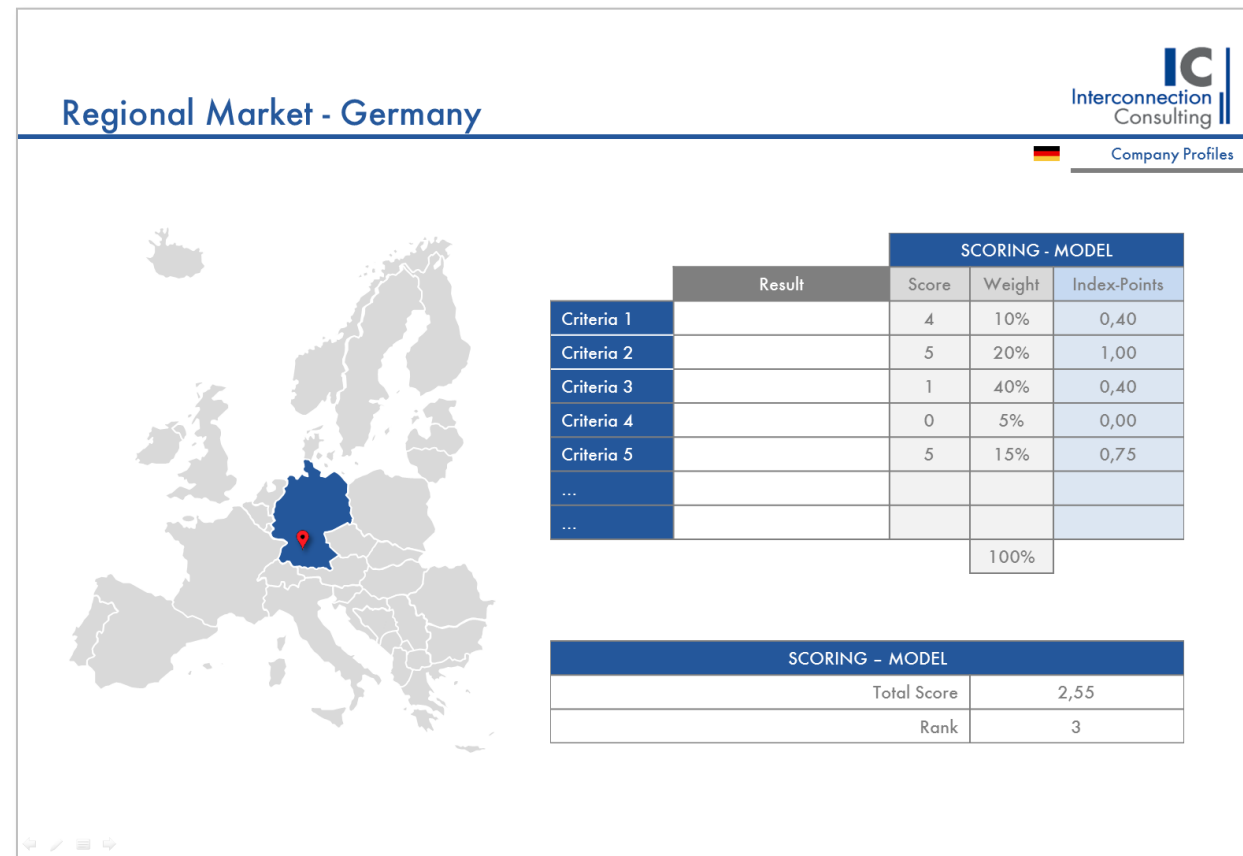 IC
Interconnection
Consulting
Regional Market - Germany
Company Profiles
SCORING - MODEL
Result Score Weight Index-Points
Criteria 1 4 10% 0,40
Criteria 2 5 20% 1,00
Criteria 3 1 40% 0,40
Criteria 4 0 5% 0,00
Criteria 5 5 15% 0,75
...
...
100%
SCORING – MODEL
Total Score 2,55
Rank 3